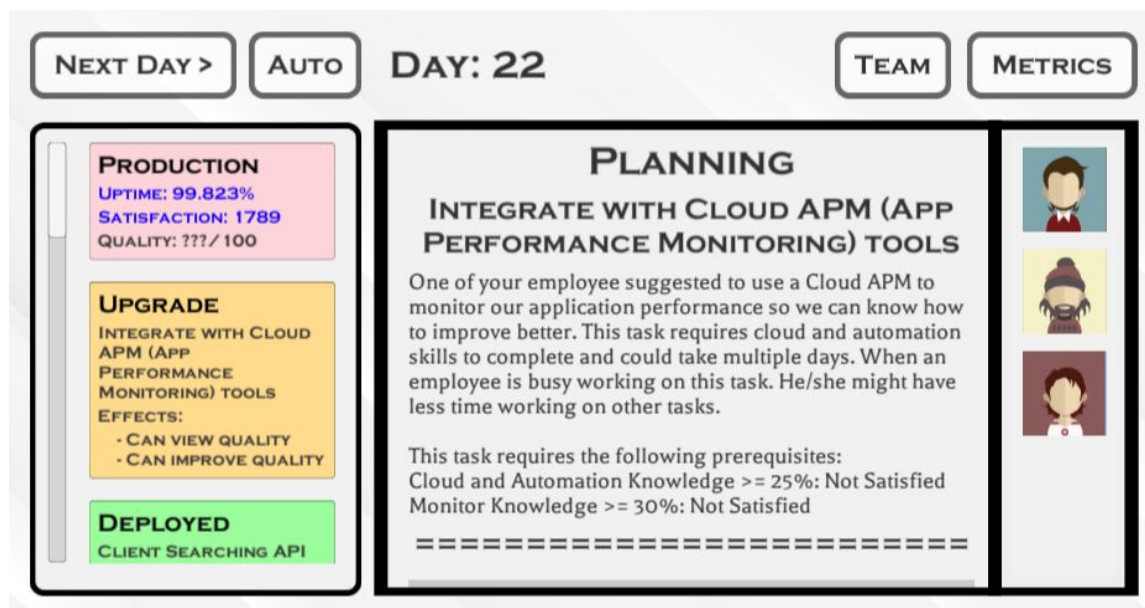 NEXT DAY >
AUTO
DAY: 22
TEAM
METRICS
PRODUCTION
UPTIME: 99.823%
SATISFACTION: 1789
QUALITY: ???/100
UPGRADE
INTEGRATE WITH CLOUD
APM (APP
PERFORMANCE
MONITORING) TOOLS
EFFECTS:
- CAN VIEW QUALITY
- CAN IMPROVE QUALITY
DEPLOYED
CLIENT SEARCHING API
PLANNING
INTEGRATE WITH CLOUD APM (APP
PERFORMANCE MONITORING) TOOLS
One of your employee suggested to use a Cloud APM to
monitor our application performance so we can know how
to improve better. This task requires cloud and automation
skills to complete and could take multiple days. When an
employee is busy working on this task. He/she might have
less time working on other tasks.
This task requires the following prerequisites:
Cloud and Automation Knowledge >= 25%: Not Satisfied
Monitor Knowledge >= 30%: Not Satisfied
==========================